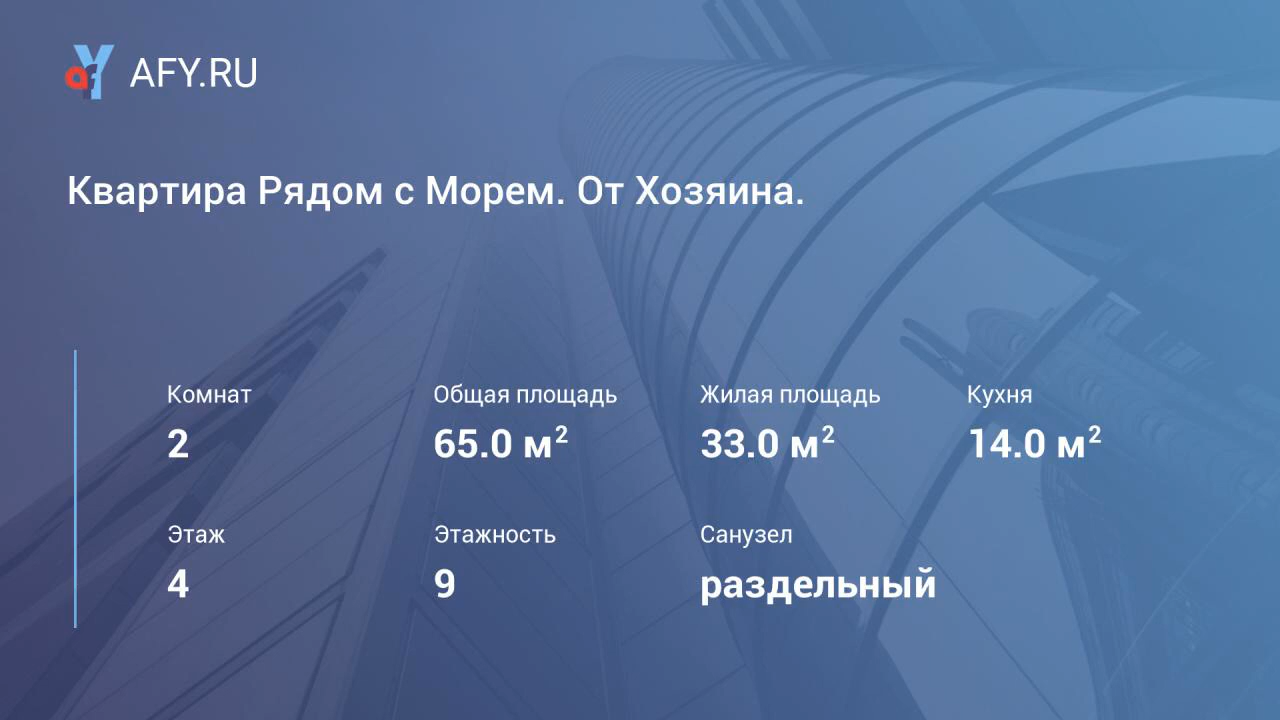 AFY.RU
Квартира Рядом с Морем. От Хозяина.
Комнат
2
Общая площадь
65.0 м²
Жилая площадь
33.0 м²
Кухня
14.0 м²
Этаж
4
Этажность
9
Санузел
раздельный